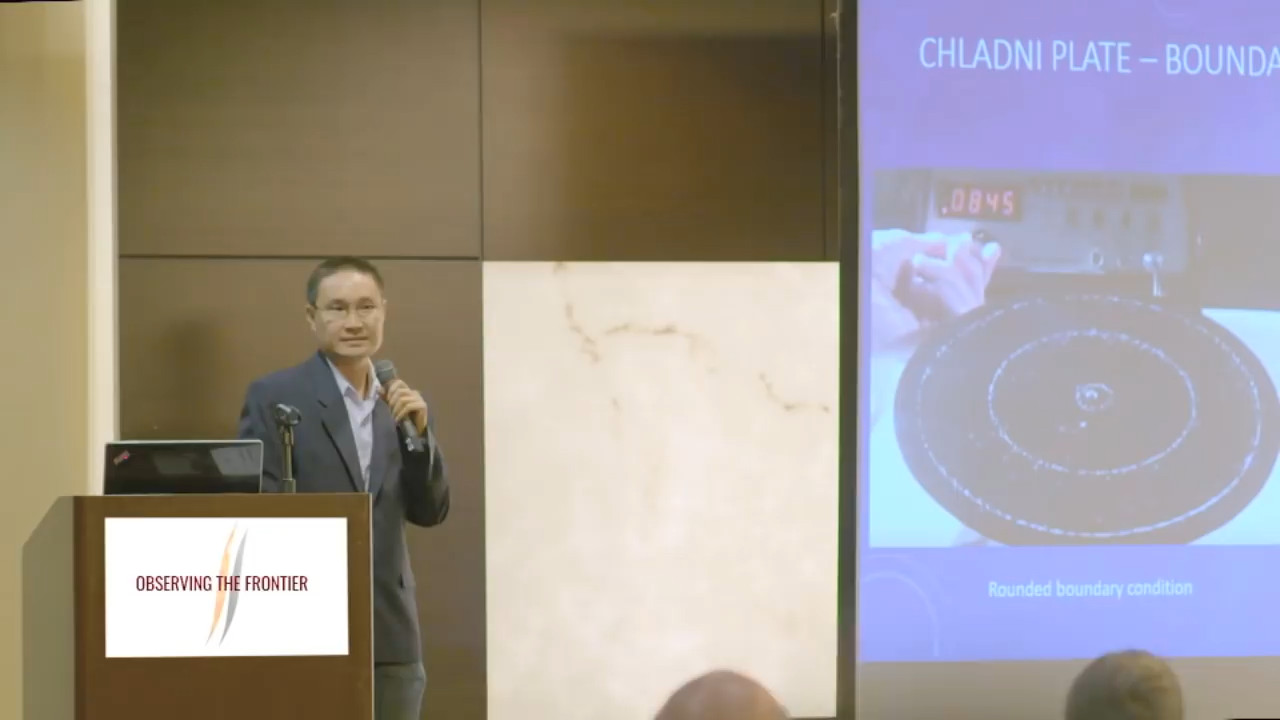 CHLADNI PLATE – BOUNDA
.0845
OBSERVING THE FRONTIER
Rounded boundary condition